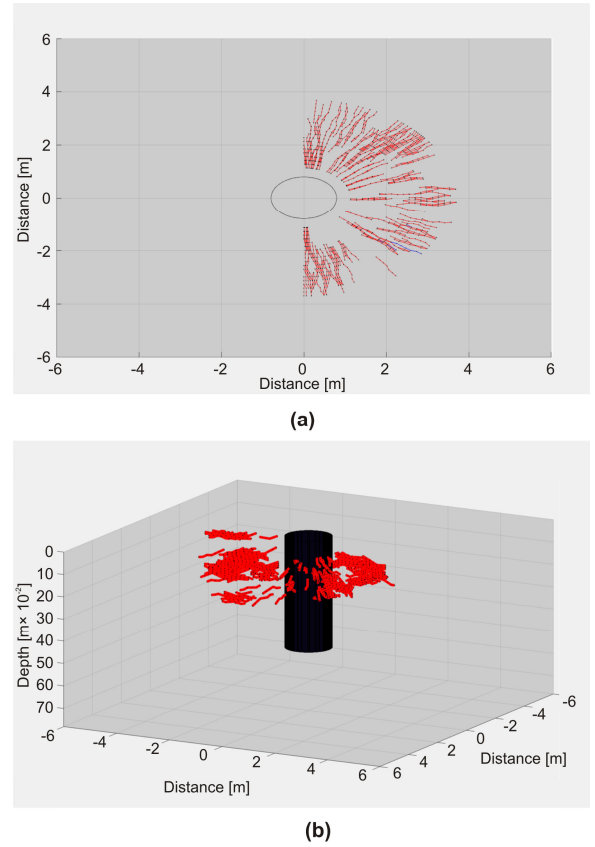 6
4
2
0
-2
-4
-6
Distance [m]
-6 -4 -2 0 2 4 6
Distance [m]
(a)
0
10
20
30
40
50
60
70
Depth [m× 10⁻²]
-6 -4 -2 0 2 4 6
Distance [m]
6 4 2 0 -2 -4 -6
Distance [m]
(b)